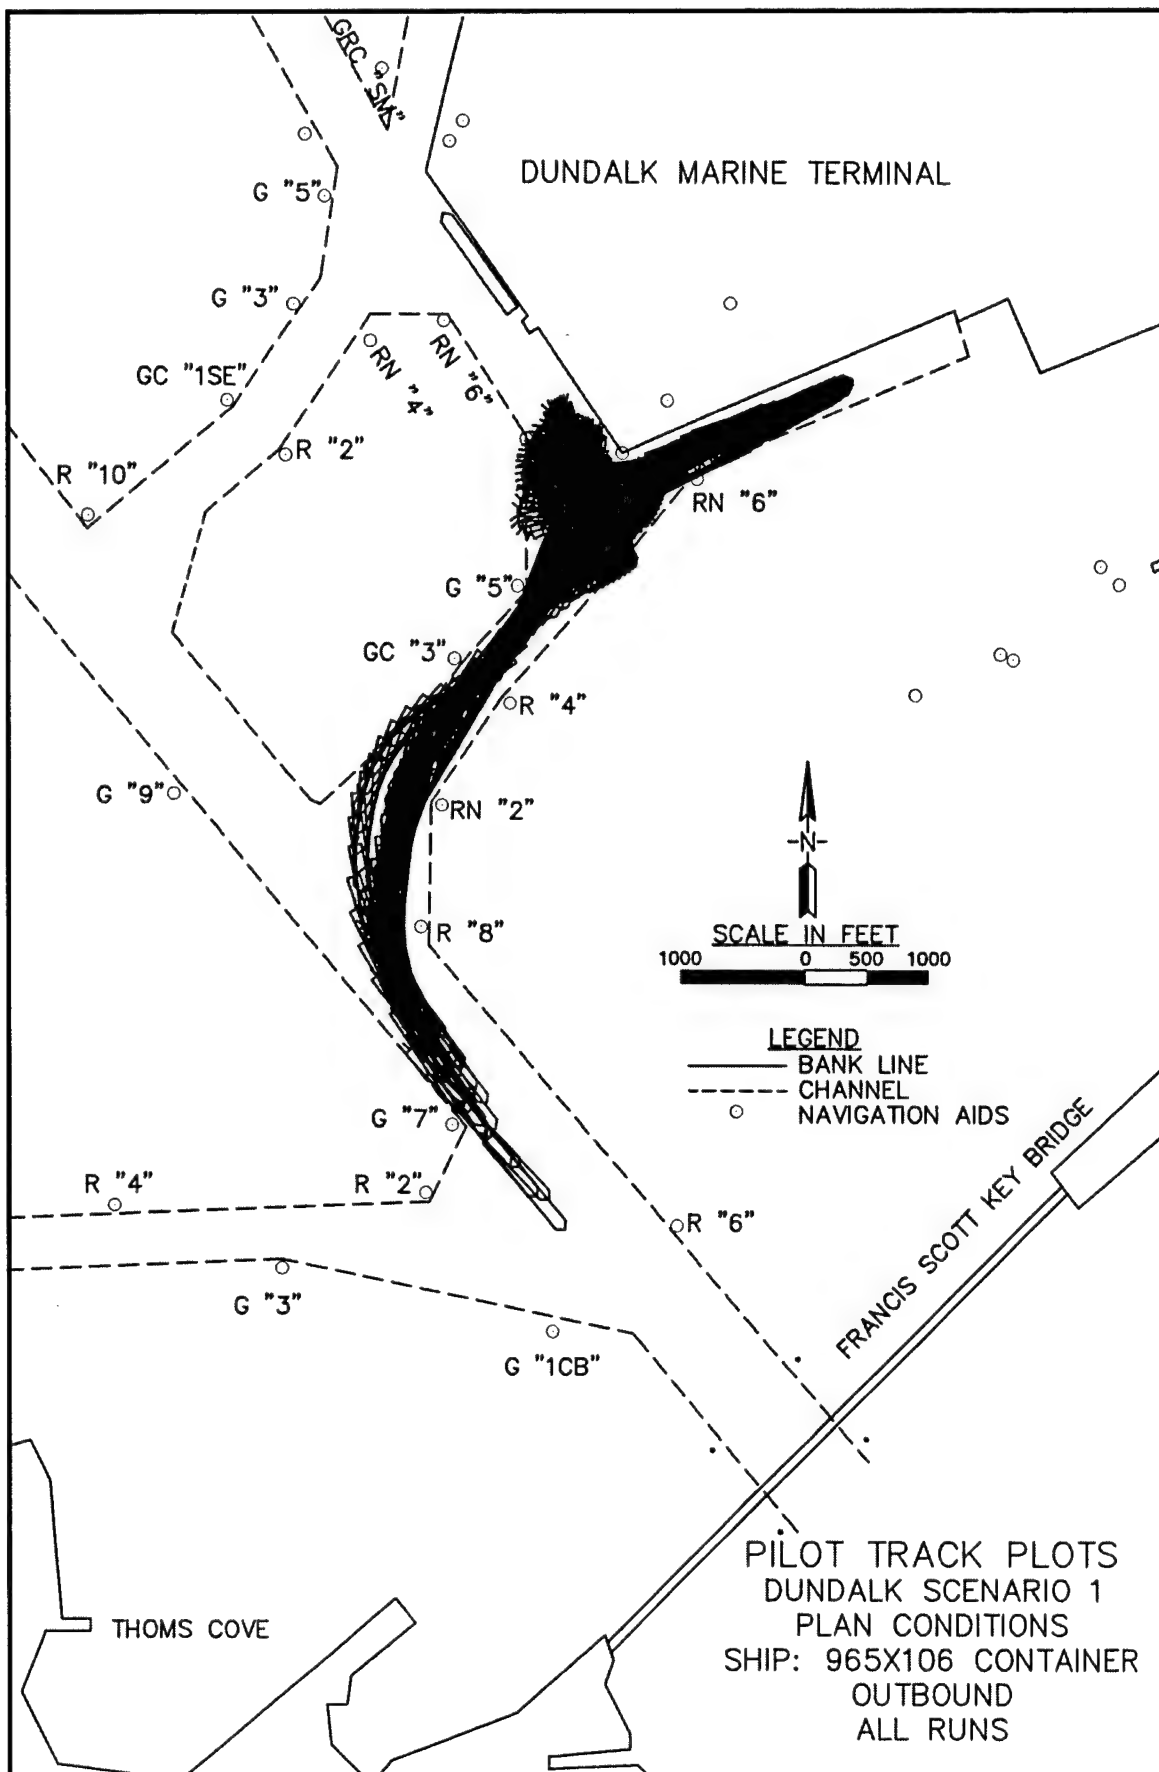 GRC "SM"
DUNDALK MARINE TERMINAL
G "5"
G "3"
GC "1SE"
RN "4"
RN "6"
R "2"
R "10"
RN "6"
G "5"
GC "3"
R "4"
G "9"
RN "2"
-N-
R "8"
SCALE IN FEET
1000 0 500 1000
LEGEND
BANK LINE
CHANNEL
NAVIGATION AIDS
G "7"
R "4"
R "2"
R "6"
FRANCIS SCOTT KEY BRIDGE
G "3"
G "1CB"
THOMS COVE
PILOT TRACK PLOTS
DUNDALK SCENARIO 1
PLAN CONDITIONS
SHIP: 965X106 CONTAINER
OUTBOUND
ALL RUNS